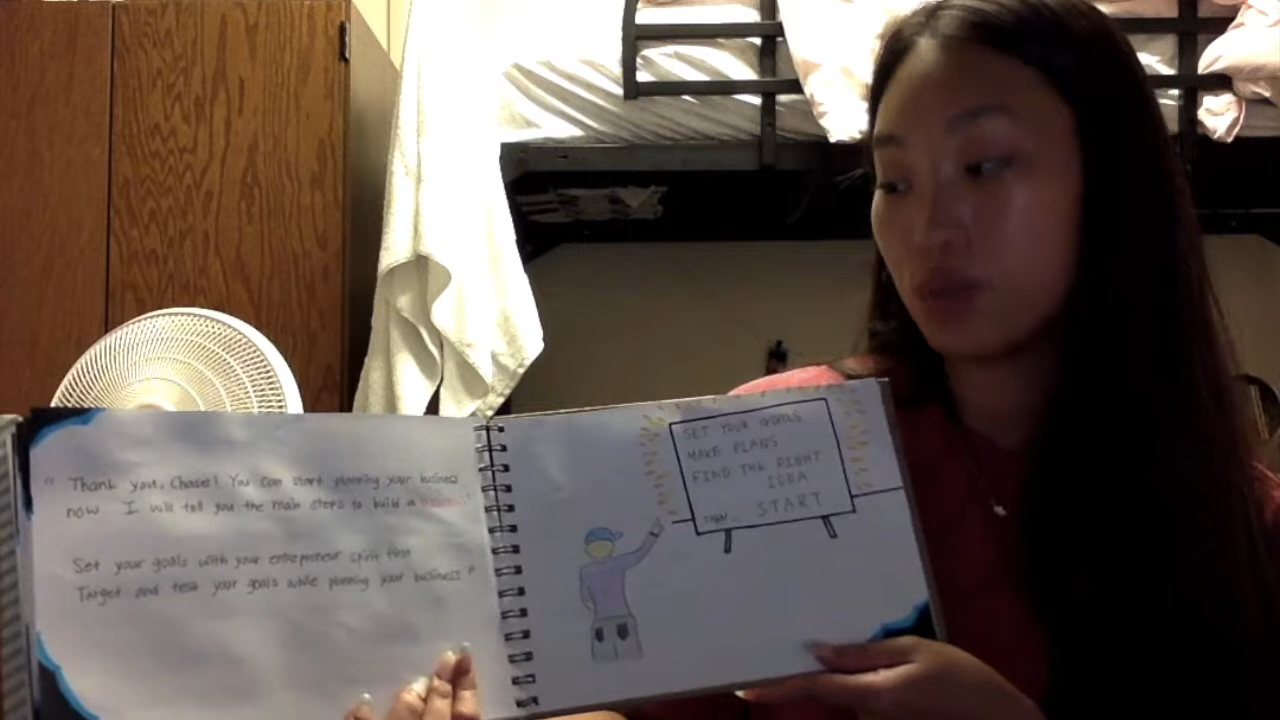 " Thank you, Chase! You can start planning your business
now I will tell you the main steps to build a business"
Set your goals with your entrepreneur spirit first
Target and test your goals while planning your business"
SET YOUR GOALS
MAKE PLANS
FIND THE RIGHT
IDEA
THEN... START